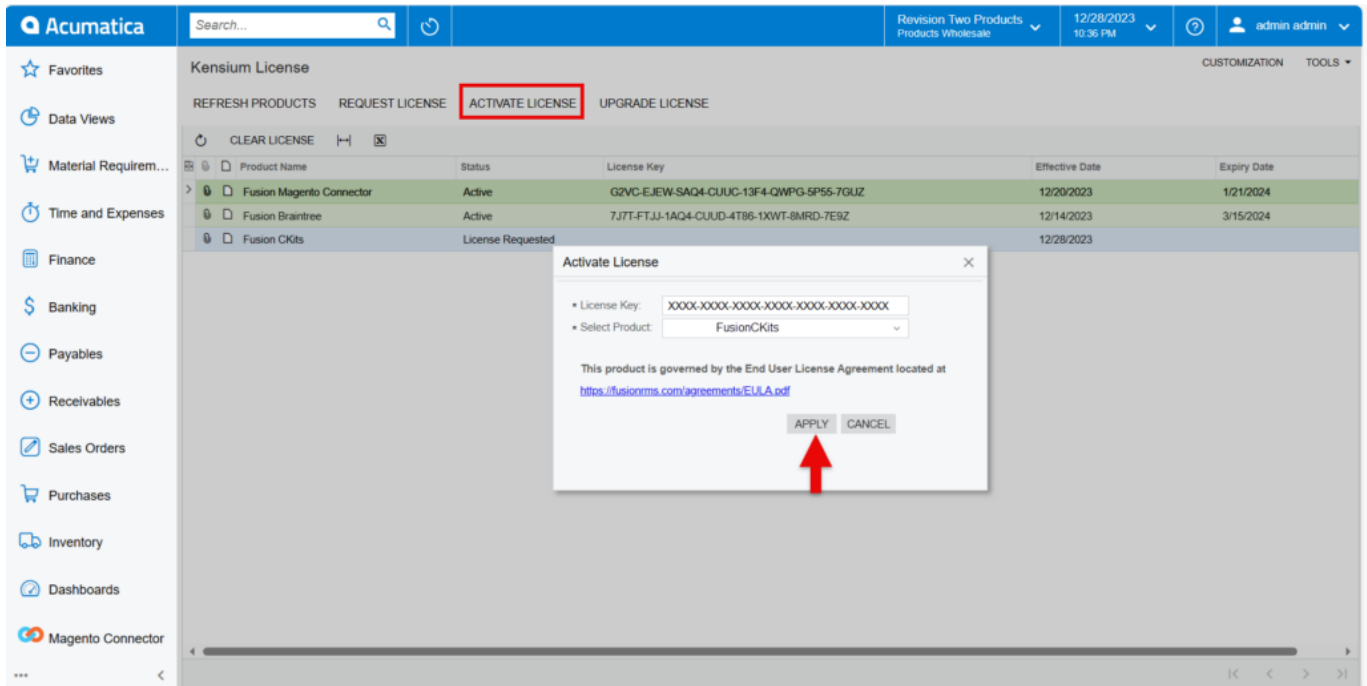 Acumatica
Search...
Revision Two Products
Products Wholesale
12/28/2023
10:36 PM
admin admin
Favorites
Data Views
Material Requirem...
Time and Expenses
Finance
Banking
Payables
Receivables
Sales Orders
Purchases
Inventory
Dashboards
Magento Connector
Kensium License
CUSTOMIZATION TOOLS
REFRESH PRODUCTS REQUEST LICENSE ACTIVATE LICENSE UPGRADE LICENSE
CLEAR LICENSE
Product Name Status License Key Effective Date Expiry Date
Fusion Magento Connector Active G2VC-EJEW-SAQ4-CUUC-13F4-QWPG-5P55-7GUZ 12/20/2023 1/21/2024
Fusion Braintree Active 7J7T-FTJJ-1AQ4-CUUD-4T86-1XWT-8MRD-7E9Z 12/14/2023 3/15/2024
Fusion CKits License Requested 12/28/2023
Activate License
License Key: XXXX-XXXX-XXXX-XXXX-XXXX-XXXX-XXXX
Select Product: FusionCKits
This product is governed by the End User License Agreement located at
https://fusionrms.com/agreements/EULA.pdf
APPLY CANCEL